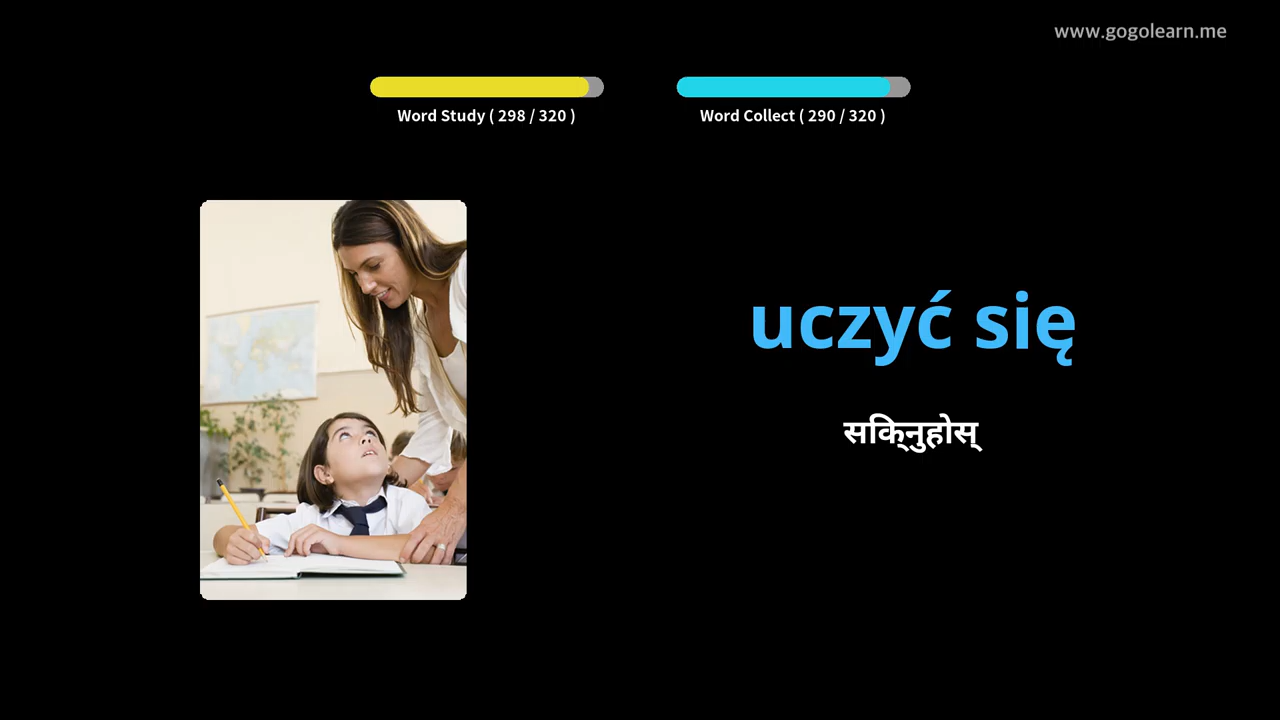 www.gogolearn.me
Word Study ( 298 / 320 )
Word Collect ( 290 / 320 )
uczyć się
सकि्नुहोस्